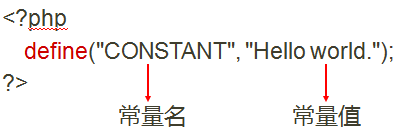 <?php
define("CONSTANT", "Hello world.");
?>
常量名 常量值